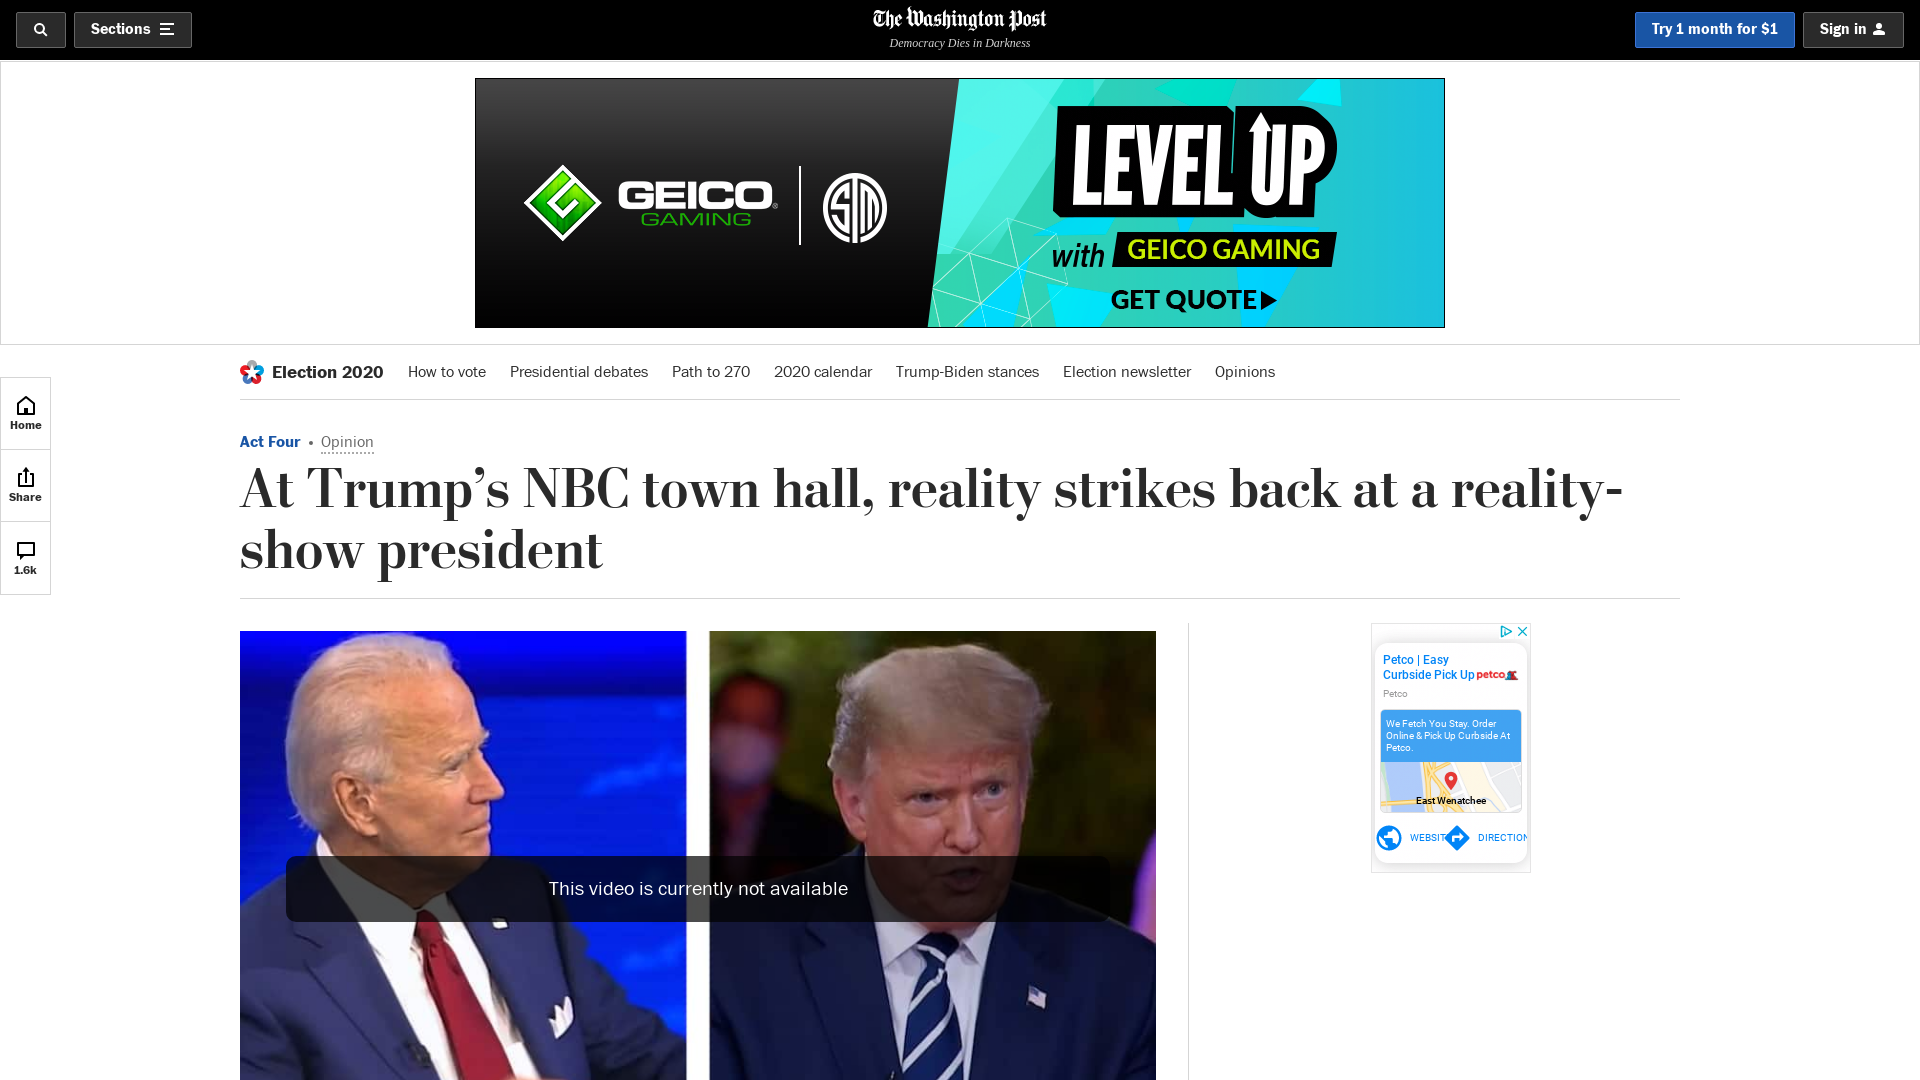 Sections
The Washington Post
Democracy Dies in Darkness
Try 1 month for $1
Sign in
GEICO
GAMING
TSM
LEVEL UP
with GEICO GAMING
GET QUOTE
Election 2020
How to vote
Presidential debates
Path to 270
2020 calendar
Trump-Biden stances
Election newsletter
Opinions
Home
Share
1.6k
Act Four • Opinion
At Trump’s NBC town hall, reality strikes back at a reality-
show president
This video is currently not available
Petco | Easy
Curbside Pick Up
petco
Petco
We Fetch You Stay. Order
Online & Pick Up Curbside At
Petco.
East Wenatchee
WEBSIT
DIRECTION